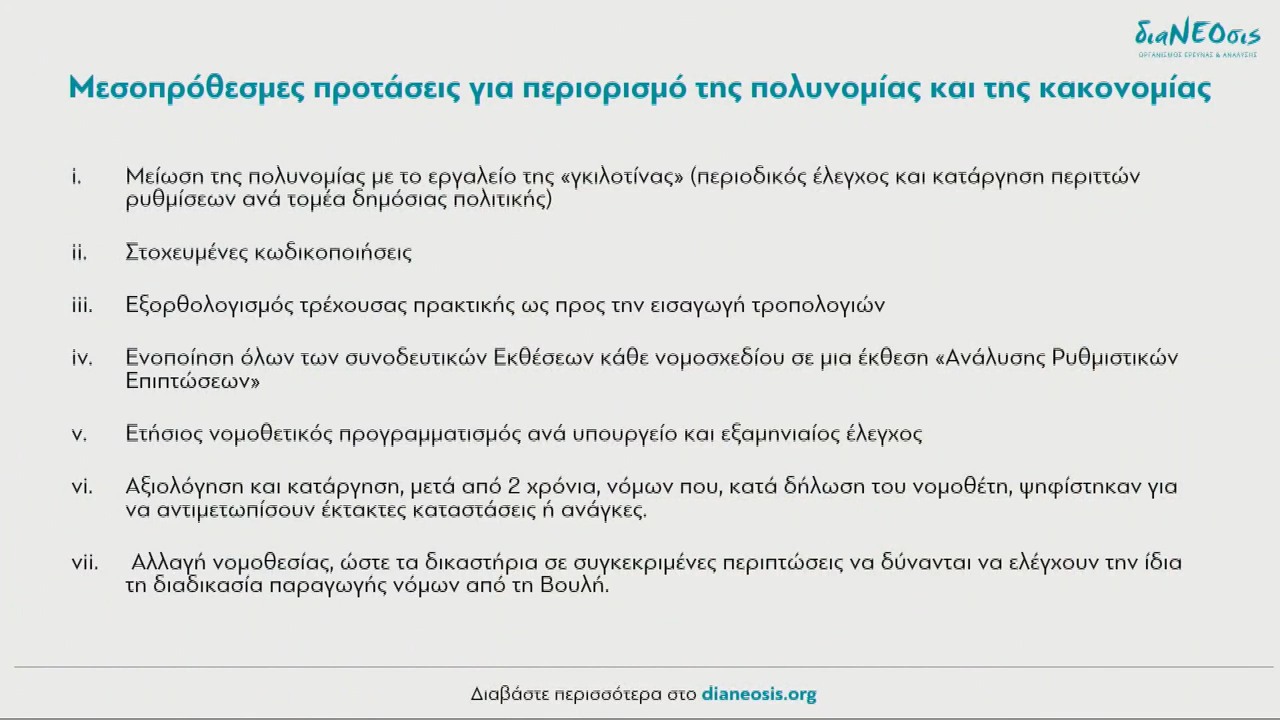 διαΝΕΟσις
ΟΡΓΑΝΙΣΜΟΣ ΕΡΕΥΝΑΣ & ΑΝΑΛΥΣΗΣ
Μεσοπρόθεσμες προτάσεις για περιορισμό της πολυνομίας και της κακονομίας
i. Μείωση της πολυνομίας με το εργαλείο της «γκιλοτίνας» (περιοδικός έλεγχος και κατάργηση περιττών
ρυθμίσεων ανά τομέα δημόσιας πολιτικής)
ii. Στοχευμένες κωδικοποιήσεις
iii. Εξορθολογισμός τρέχουσας πρακτικής ως προς την εισαγωγή τροπολογιών
iv. Ενοποίηση όλων των συνοδευτικών Εκθέσεων κάθε νομοσχεδίου σε μια έκθεση «Ανάλυσης Ρυθμιστικών
Επιπτώσεων»
v. Ετήσιος νομοθετικός προγραμματισμός ανά υπουργείο και εξαμηνιαίος έλεγχος
vi. Αξιολόγηση και κατάργηση, μετά από 2 χρόνια, νόμων που, κατά δήλωση του νομοθέτη, ψηφίστηκαν για
να αντιμετωπίσουν έκτακτες καταστάσεις ή ανάγκες.
vii. Αλλαγή νομοθεσίας, ώστε τα δικαστήρια σε συγκεκριμένες περιπτώσεις να δύνανται να ελέγχουν την ίδια
τη διαδικασία παραγωγής νόμων από τη Βουλή.
Διαβάστε περισσότερα στο dianeosis.org